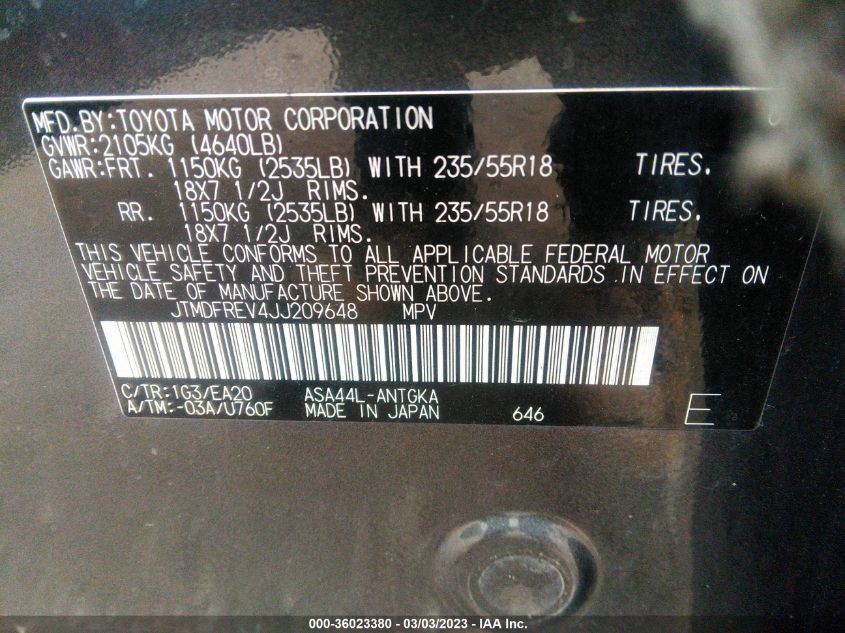 MFD.BY:TOYOTA MOTOR CORPORATION
GVWR:2105KG (4640LB)
GAWR:FRT. 1150KG (2535LB) WITH 235/55R18 TIRES.
18X7 1/2J RIMS.
RR. 1150KG (2535LB) WITH 235/55R18 TIRES.
18X7 1/2J RIMS.
THIS VEHICLE CONFORMS TO ALL APPLICABLE FEDERAL MOTOR
VEHICLE SAFETY AND THEFT PREVENTION STANDARDS IN EFFECT ON
THE DATE OF MANUFACTURE SHOWN ABOVE.
JTMDFREV4JJ209648 MPV
C/TR:1G3/EA20 ASA44L-ANTGKA
A/TM:-03A/U760F MADE IN JAPAN 646 E
000-36023380 - 03/03/2023 - IAA Inc.